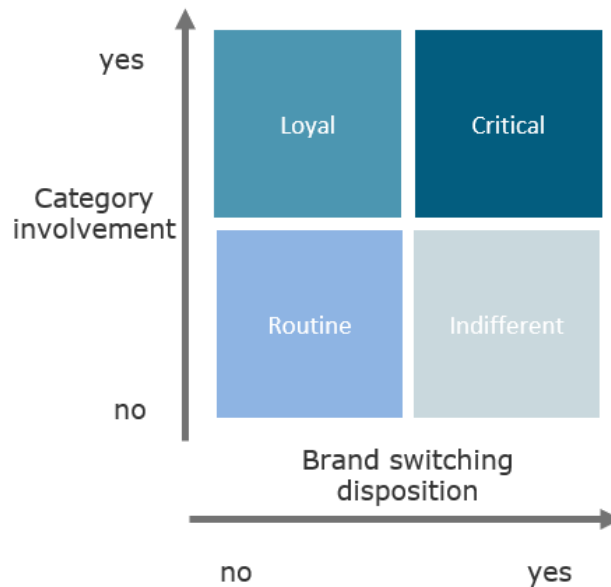 yes
Loyal
Critical
Category
involvement
Routine
Indifferent
no
Brand switching
disposition
no
yes